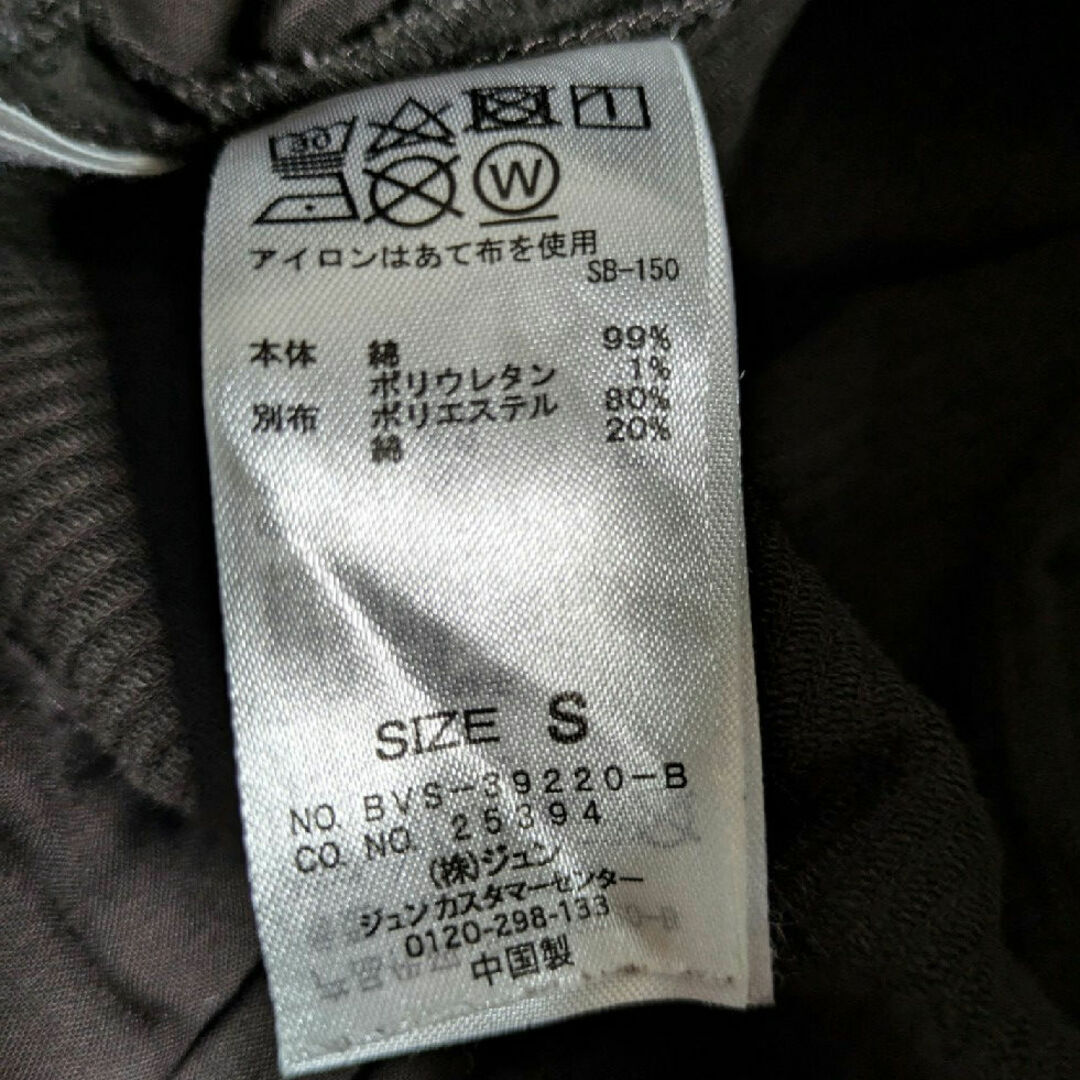 30
W
アイロンはあて布を使用
SB-150
本体 綿 99%
ポリウレタン 1%
別布 ポリエステル 80%
綿 20%
SIZE S
NO. BVS-39220-B
CO. NO. 25394
(株)ジュン
ジュンカスタマーセンター
0120-298-133
中国製